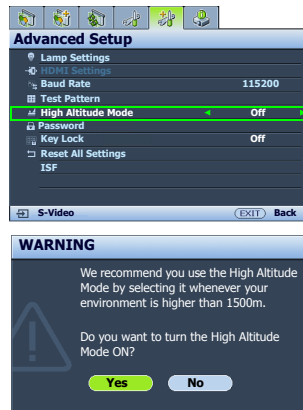 Advanced Setup
Lamp Settings
HDMI Settings
Baud Rate 115200
Test Pattern
High Altitude Mode Off
Password
Key Lock Off
Reset All Settings
ISF
S-Video EXIT Back
WARNING
We recommend you use the High Altitude
Mode by selecting it whenever your
environment is higher than 1500m.
Do you want to turn the High Altitude
Mode ON?
Yes No